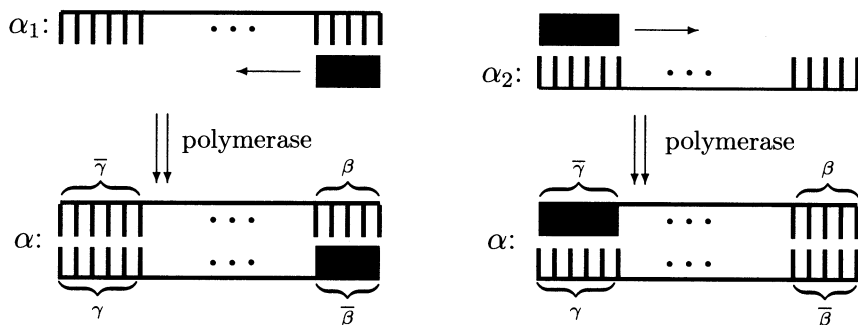 α₁: · · ·
α₂: · · ·
polymerase
polymerase
γ̅ β
α: · · ·
· · ·
γ β̅
γ̅ β
α: · · ·
· · ·
γ β̅